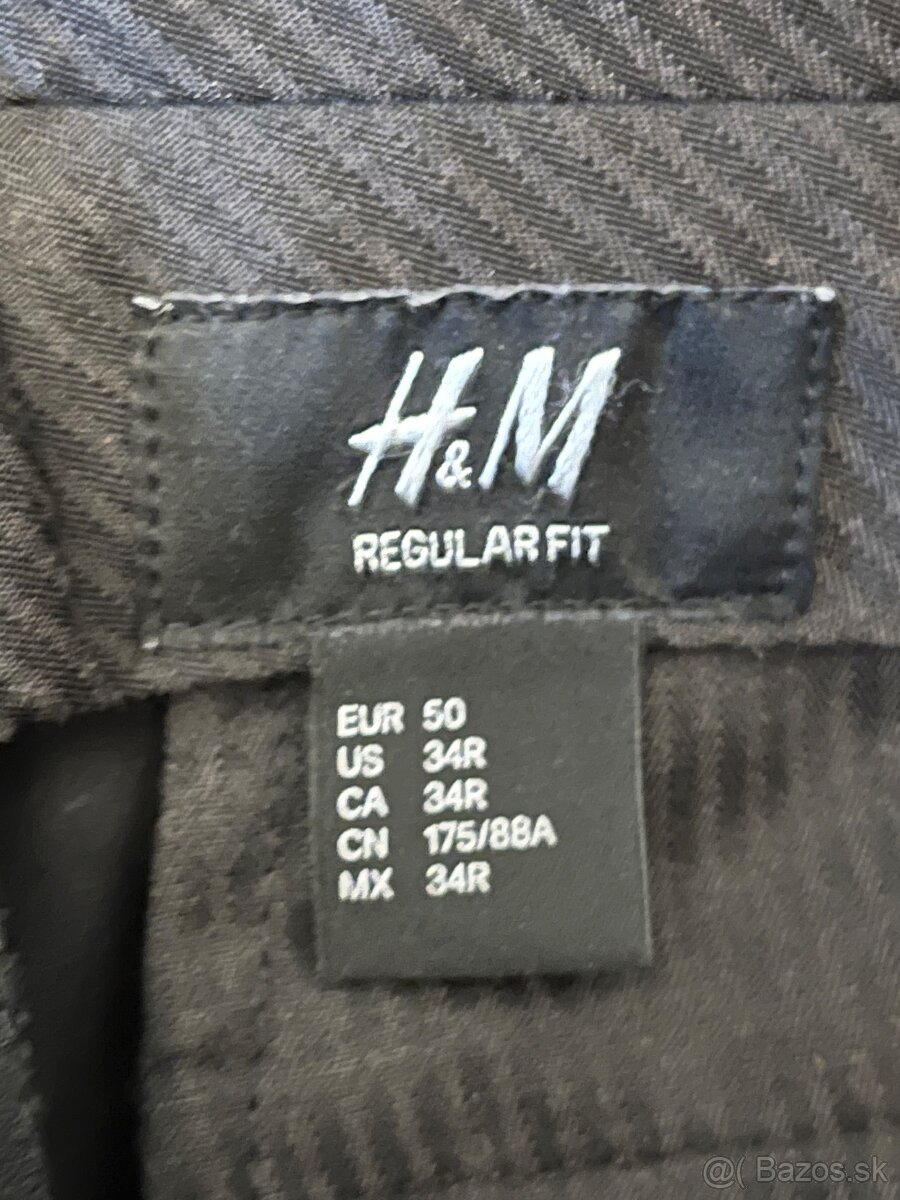 H&M
REGULAR FIT
EUR 50
US 34R
CA 34R
CN 175/88A
MX 34R
@( Bazos.sk